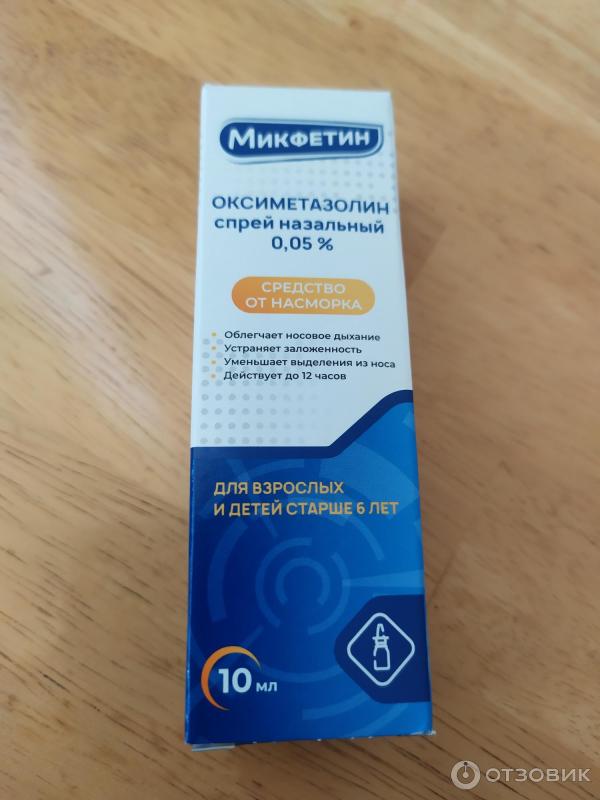 Микфетин
ОКСИМЕТАЗОЛИН
спрей назальный
0,05 %
СРЕДСТВО
ОТ НАСМОРКА
Облегчает носовое дыхание
Устраняет заложенность
Уменьшает выделения из носа
Действует до 12 часов
ДЛЯ ВЗРОСЛЫХ
И ДЕТЕЙ СТАРШЕ 6 ЛЕТ
10 мл
ОТЗОВИК